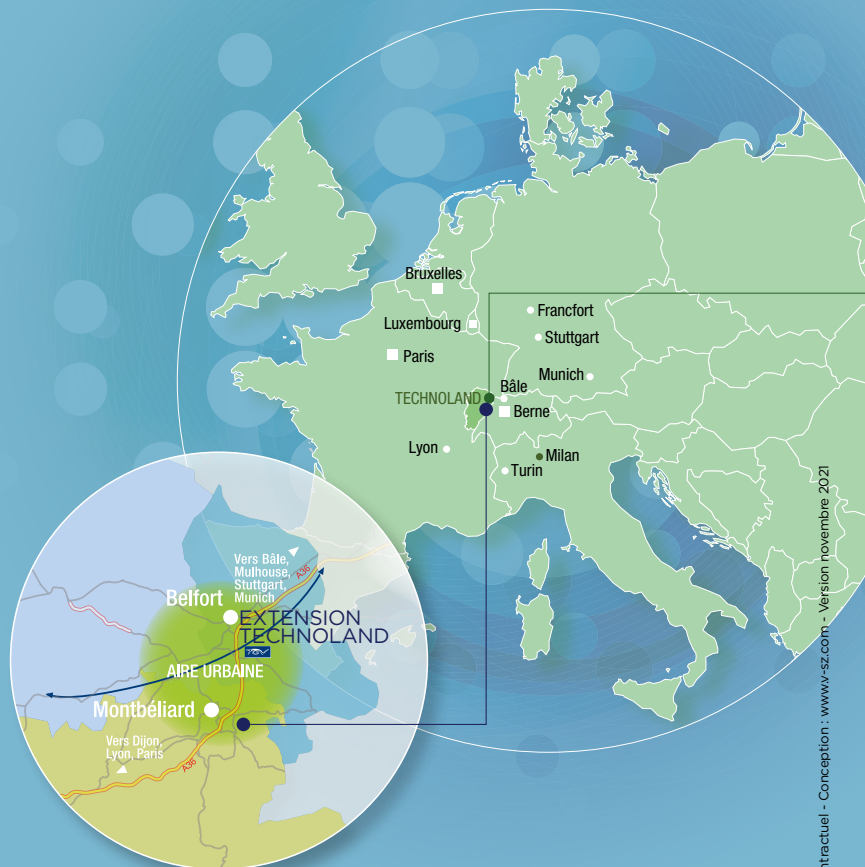 Bruxelles
Francfort
Luxembourg
Stuttgart
Paris
Munich
Bâle
TECHNOLAND
Berne
Lyon
Milan
Turin
Vers Bâle,
Mulhouse,
Stuttgart,
Munich
A36
Belfort
EXTENSION
TECHNOLAND
AIRE URBAINE
Montbéliard
Vers Dijon,
Lyon, Paris
A36
ntractuel - Conception : www.v-sz.com - Version novembre 2021